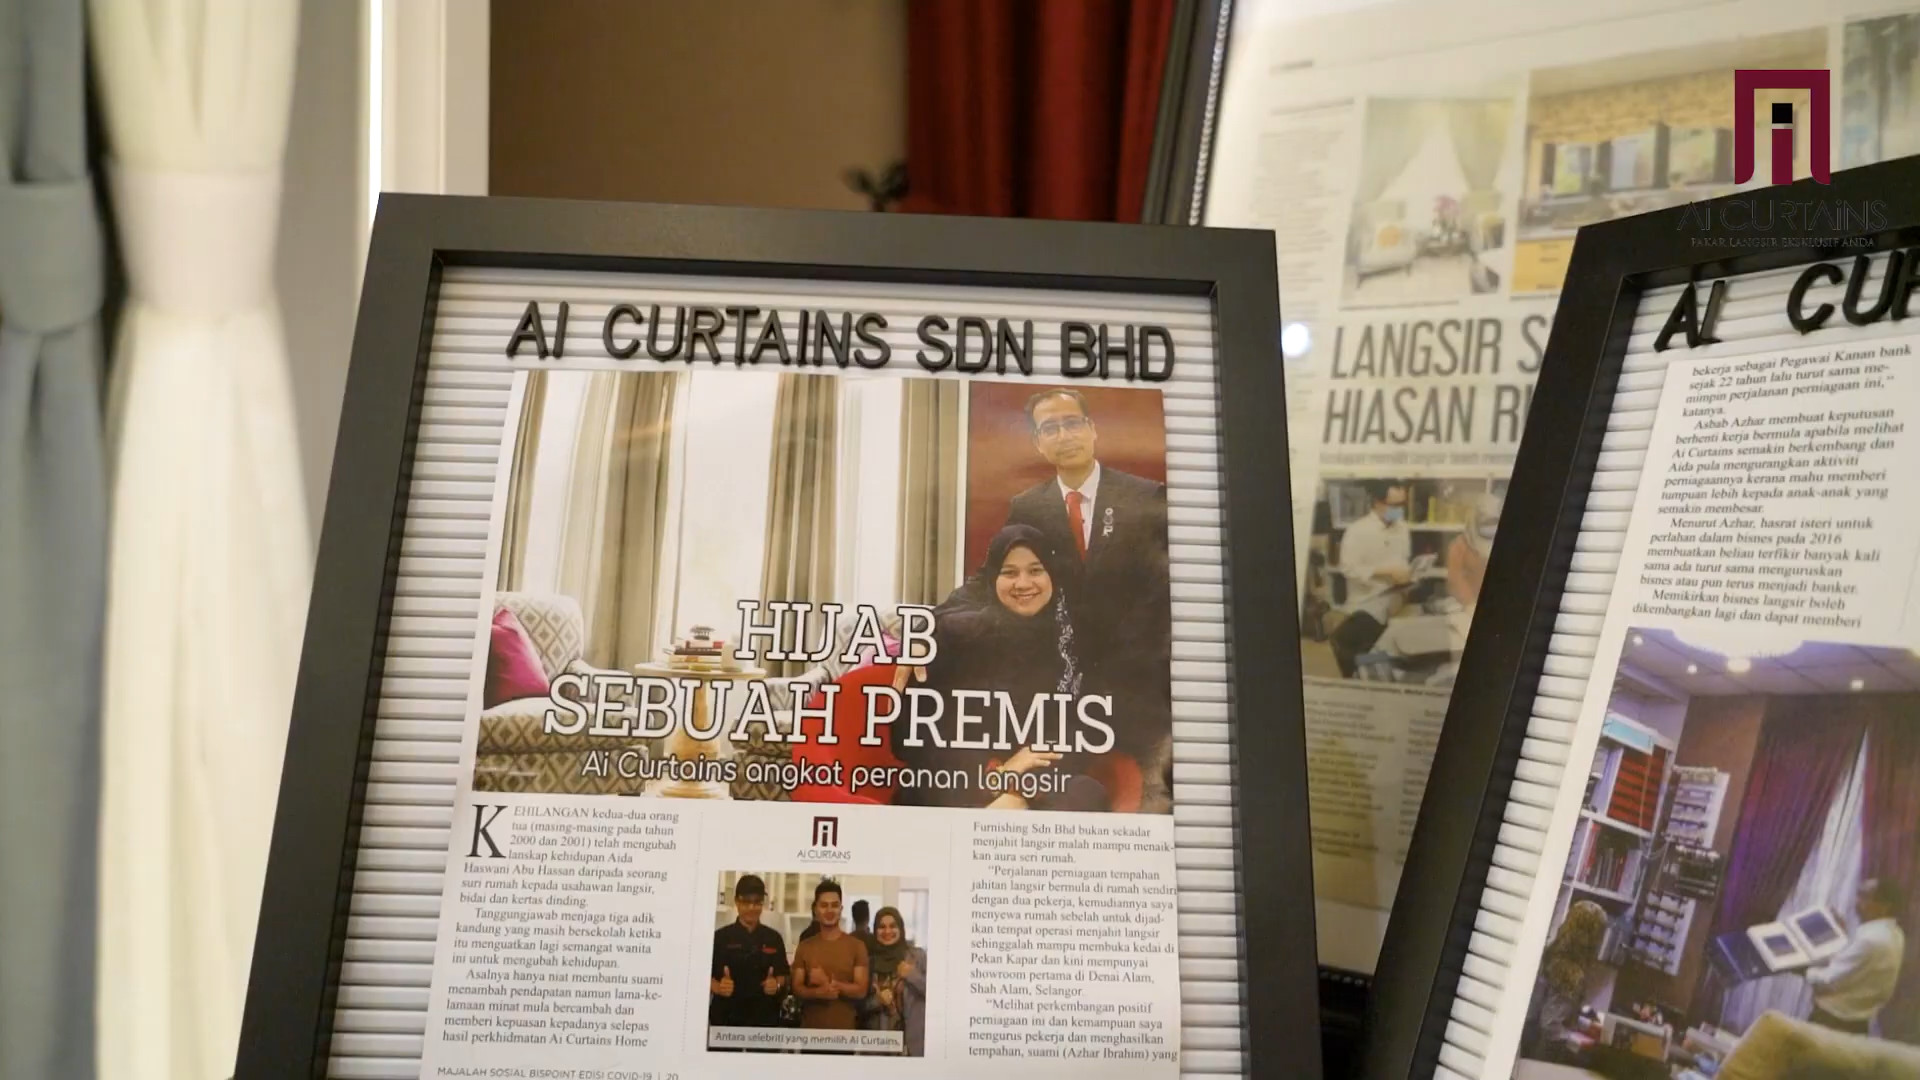 AI CURTAINS SDN BHD
HIJAB
SEBUAH PREMIS
Ai Curtains angkat peranan langsir
KEHILANGAN kedua-dua orang
tua (masing-masing pada tahun
2000 dan 2001) telah mengubah
lanskap kehidupan Aida
Haswani Abu Hassan daripada seorang
suri rumah kepada usahawan langsir,
bidai dan kertas dinding.
Tanggungjawab menjaga tiga adik
kandung yang masih bersekolah ketika
itu menguatkan lagi semangat wanita
ini untuk mengubah kehidupan.
Asalnya hanya niat membantu suami
menambah pendapatan namun lama-ke-
lamaan minat mula bercambah dan
memberi kepuasan kepadanya selepas
hasil perkhidmatan Ai Curtains Home
MAJALAH SOSIAL BISPOINT EDISI COVID-19 | 20
Ai CURTAINS
Antara selebriti yang memilih Ai Curtains.
Furnishing Sdn Bhd bukan sekadar
menjahit langsir malah mampu menaik-
kan aura seri rumah.
"Perjalanan perniagaan tempahan
jahitan langsir bermula di rumah sendiri
dengan dua pekerja, kemudiannya saya
menyewa rumah sebelah untuk dijad-
ikan tempat operasi menjahit langsir
sehinggalah mampu membuka kedai di
Pekan Kapar dan kini mempunyai
showroom pertama di Denai Alam,
Shah Alam, Selangor.
"Melihat perkembangan positif
perniagaan ini dan kemampuan saya
mengurus pekerja dan menghasilkan
tempahan, suami (Azhar Ibrahim) yang
LANGSIR S
HIASAN R
Ai CURTAiNS
PAKAR LANGSIR EKSKLUSIF ANDA
AI CUR
bekerja sebagai Pegawai Kanan bank
sejak 22 tahun lalu turut sama me-
mimpin perjalanan perniagaan ini,"
katanya.
Asbab Azhar membuat keputusan
berhenti kerja bermula apabila melihat
Ai Curtains semakin berkembang dan
Aida pula mengurangkan aktiviti
perniagaannya kerana mahu memberi
tumpuan lebih kepada anak-anak yang
semakin membesar.
Menurut Azhar, hasrat isteri untuk
perlahan dalam bisnes pada 2016
membuatkan beliau terfikir banyak kali
sama ada turut sama menguruskan
bisnes atau pun terus menjadi banker.
Memikirkan bisnes langsir boleh
dikembangkan lagi dan dapat memberi